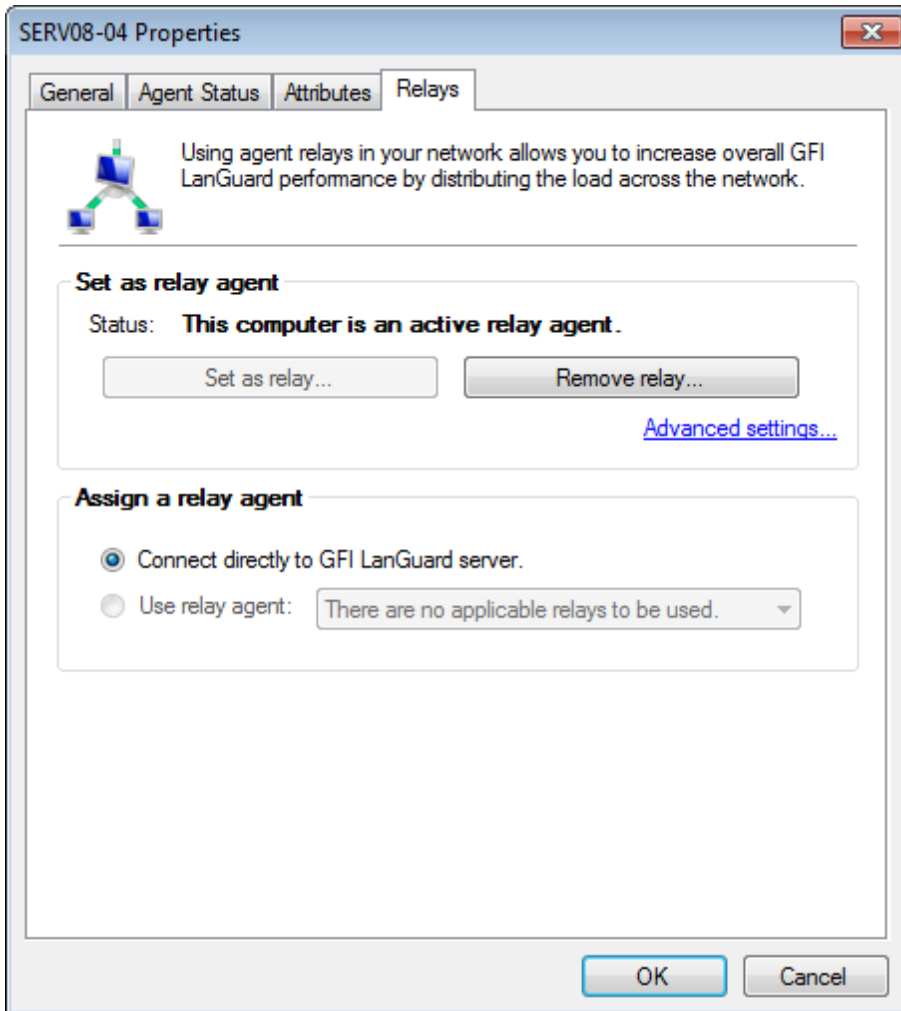 SERV08-04 Properties
General Agent Status Attributes Relays
Using agent relays in your network allows you to increase overall GFI
LanGuard performance by distributing the load across the network.
Set as relay agent
Status: This computer is an active relay agent.
Set as relay... Remove relay...
Advanced settings...
Assign a relay agent
Connect directly to GFI LanGuard server.
Use relay agent: There are no applicable relays to be used.
OK Cancel